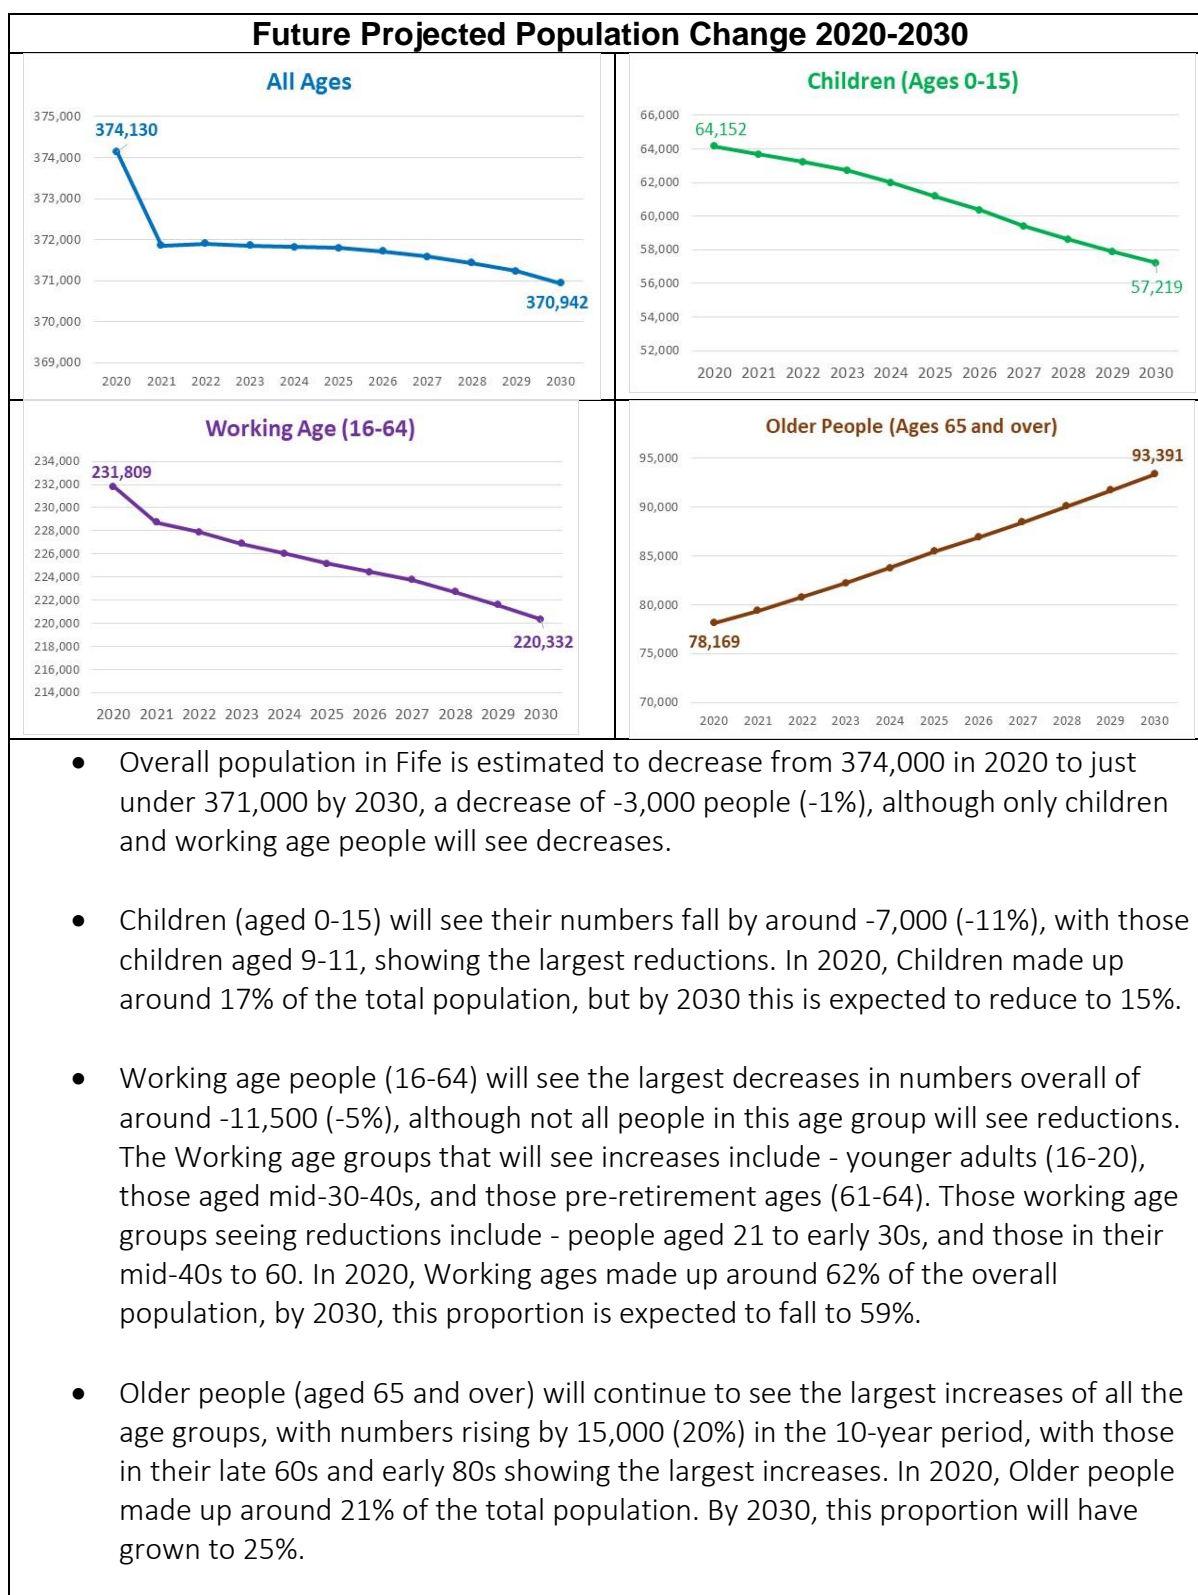 Future Projected Population Change 2020-2030
All Ages
375,000
374,000
373,000
372,000
371,000
370,000
369,000
374,130
370,942
2020 2021 2022 2023 2024 2025 2026 2027 2028 2029 2030
Children (Ages 0-15)
66,000
64,000
62,000
60,000
58,000
56,000
54,000
52,000
64,152
57,219
2020 2021 2022 2023 2024 2025 2026 2027 2028 2029 2030
Working Age (16-64)
234,000
232,000
230,000
228,000
226,000
224,000
222,000
220,000
218,000
216,000
214,000
231,809
220,332
2020 2021 2022 2023 2024 2025 2026 2027 2028 2029 2030
Older People (Ages 65 and over)
95,000
90,000
85,000
80,000
75,000
70,000
93,391
78,169
2020 2021 2022 2023 2024 2025 2026 2027 2028 2029 2030
• Overall population in Fife is estimated to decrease from 374,000 in 2020 to just
under 371,000 by 2030, a decrease of -3,000 people (-1%), although only children
and working age people will see decreases.
• Children (aged 0-15) will see their numbers fall by around -7,000 (-11%), with those
children aged 9-11, showing the largest reductions. In 2020, Children made up
around 17% of the total population, but by 2030 this is expected to reduce to 15%.
• Working age people (16-64) will see the largest decreases in numbers overall of
around -11,500 (-5%), although not all people in this age group will see reductions.
The Working age groups that will see increases include - younger adults (16-20),
those aged mid-30-40s, and those pre-retirement ages (61-64). Those working age
groups seeing reductions include - people aged 21 to early 30s, and those in their
mid-40s to 60. In 2020, Working ages made up around 62% of the overall
population, by 2030, this proportion is expected to fall to 59%.
• Older people (aged 65 and over) will continue to see the largest increases of all the
age groups, with numbers rising by 15,000 (20%) in the 10-year period, with those
in their late 60s and early 80s showing the largest increases. In 2020, Older people
made up around 21% of the total population. By 2030, this proportion will have
grown to 25%.